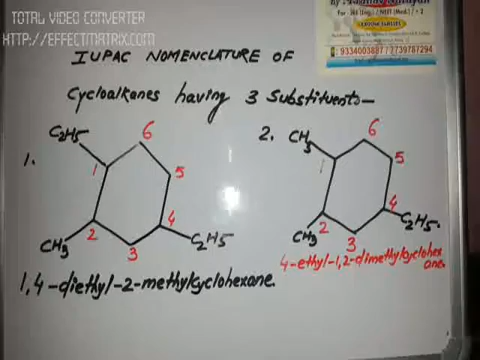 TOTAL VIDEO CONVERTER
HTTP://EFFECTMATRIX.COM
9334003887 / 7739787294
IUPAC NOMENCLATURE OF
Cycloalkanes having 3 Substituents—
1.
C2H5
6
1
5
2
4
3
CH3
C2H5
1,4-diethyl-2-methylcyclohexane.
2.
CH3
6
1
5
2
4
3
CH3
C2H5.
4-ethyl-1,2-dimethylcyclohex
ane.